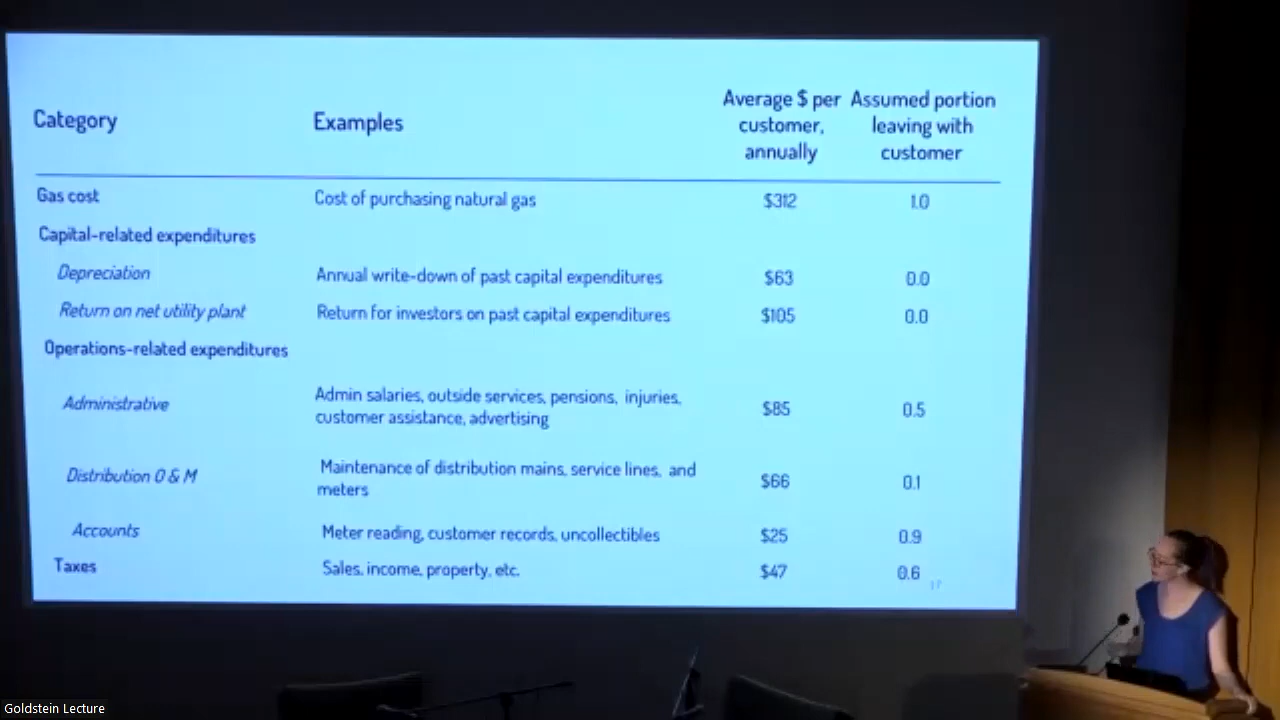 Category
Examples
Average $ per
customer,
annually
Assumed portion
leaving with
customer
Gas cost
Cost of purchasing natural gas
$312
1.0
Capital-related expenditures
Depreciation
Annual write-down of past capital expenditures
$63
0.0
Return on net utility plant
Return for investors on past capital expenditures
$105
0.0
Operations-related expenditures
Administrative
Admin salaries, outside services, pensions, injuries,
customer assistance, advertising
$85
0.5
Distribution O & M
Maintenance of distribution mains, service lines, and
meters
$66
0.1
Accounts
Meter reading, customer records, uncollectibles
$25
0.9
Taxes
Sales, income, property, etc.
$47
0.6
17
Goldstein Lecture